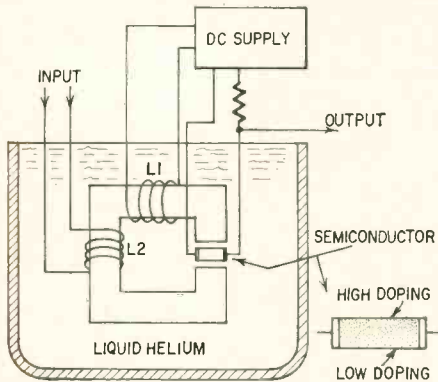 DC SUPPLY
INPUT
OUTPUT
L1
L2
SEMICONDUCTOR
HIGH DOPING
LIQUID HELIUM
LOW DOPING